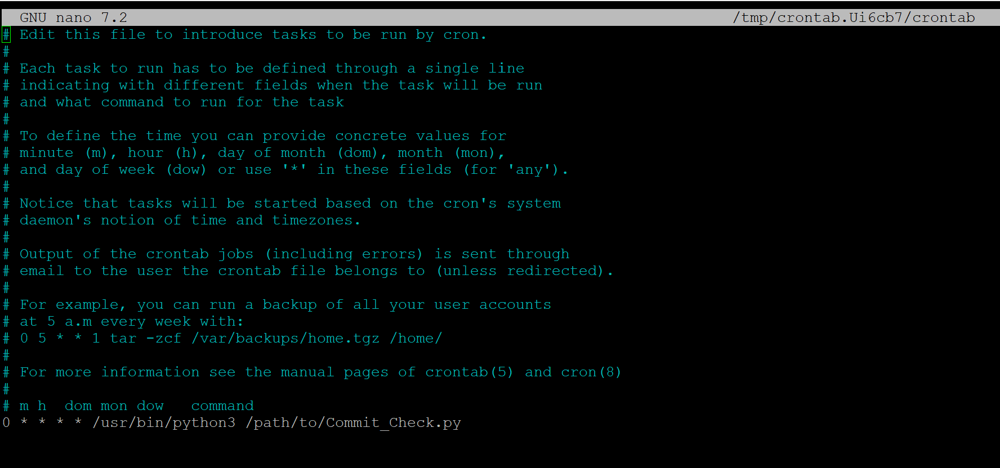 GNU nano 7.2 /tmp/crontab.Ui6cb7/crontab
# Edit this file to introduce tasks to be run by cron.
#
# Each task to run has to be defined through a single line
# indicating with different fields when the task will be run
# and what command to run for the task
#
# To define the time you can provide concrete values for
# minute (m), hour (h), day of month (dom), month (mon),
# and day of week (dow) or use '*' in these fields (for 'any').
#
# Notice that tasks will be started based on the cron's system
# daemon's notion of time and timezones.
#
# Output of the crontab jobs (including errors) is sent through
# email to the user the crontab file belongs to (unless redirected).
#
# For example, you can run a backup of all your user accounts
# at 5 a.m every week with:
# 0 5 * * 1 tar -zcf /var/backups/home.tgz /home/
#
# For more information see the manual pages of crontab(5) and cron(8)
#
# m h  dom mon dow   command
0 * * * * /usr/bin/python3 /path/to/Commit_Check.py